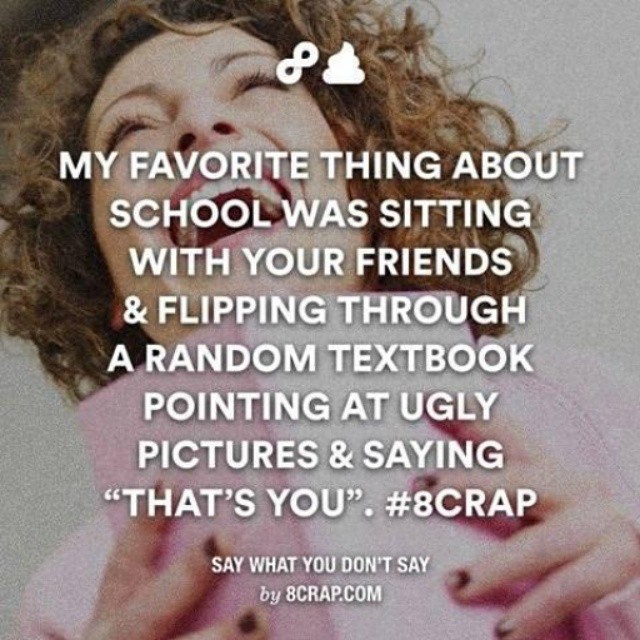 MY FAVORITE THING ABOUT
SCHOOL WAS SITTING
WITH YOUR FRIENDS
& FLIPPING THROUGH
A RANDOM TEXTBOOK
POINTING AT UGLY
PICTURES & SAYING
“THAT’S YOU”. #8CRAP
SAY WHAT YOU DON'T SAY
by 8CRAP.COM